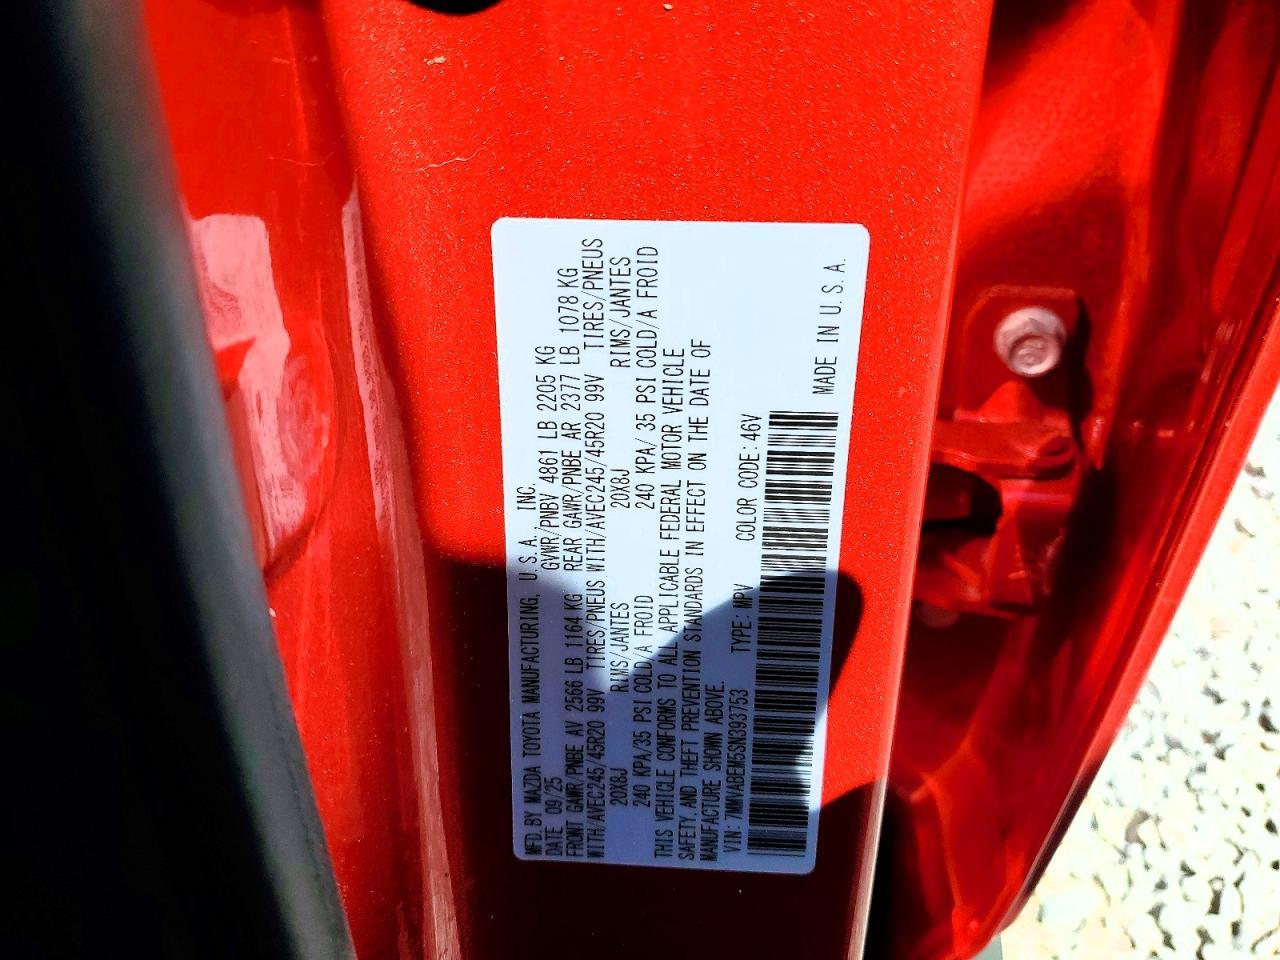 MFD. BY MAZDA TOYOTA MANUFACTURING, U. S. A., INC.
DATE 09/25 GVWR/PNBV 4861 LB 2205 KG
FRONT GAWR/PNBE AV 2566 LB 1164 KG REAR GAWR/PNBE AR 2377 LB 1078 KG
WITH/AVEC245/45R20 99V TIRES/PNEUS WITH/AVEC245/45R20 99V TIRES/PNEUS
20X8J RIMS/JANTES 20X8J RIMS/JANTES
240 KPA/35 PSI COLD/A FROID 240 KPA/ 35 PSI COLD/A FROID
THIS VEHICLE CONFORMS TO ALL APPLICABLE FEDERAL MOTOR VEHICLE
SAFETY, AND THEFT PREVENTION STANDARDS IN EFFECT ON THE DATE OF
MANUFACTURE SHOWN ABOVE.
VIN: 7MMVABEM5SN393753 TYPE: MPV COLOR CODE: 46V
MADE IN U. S. A.